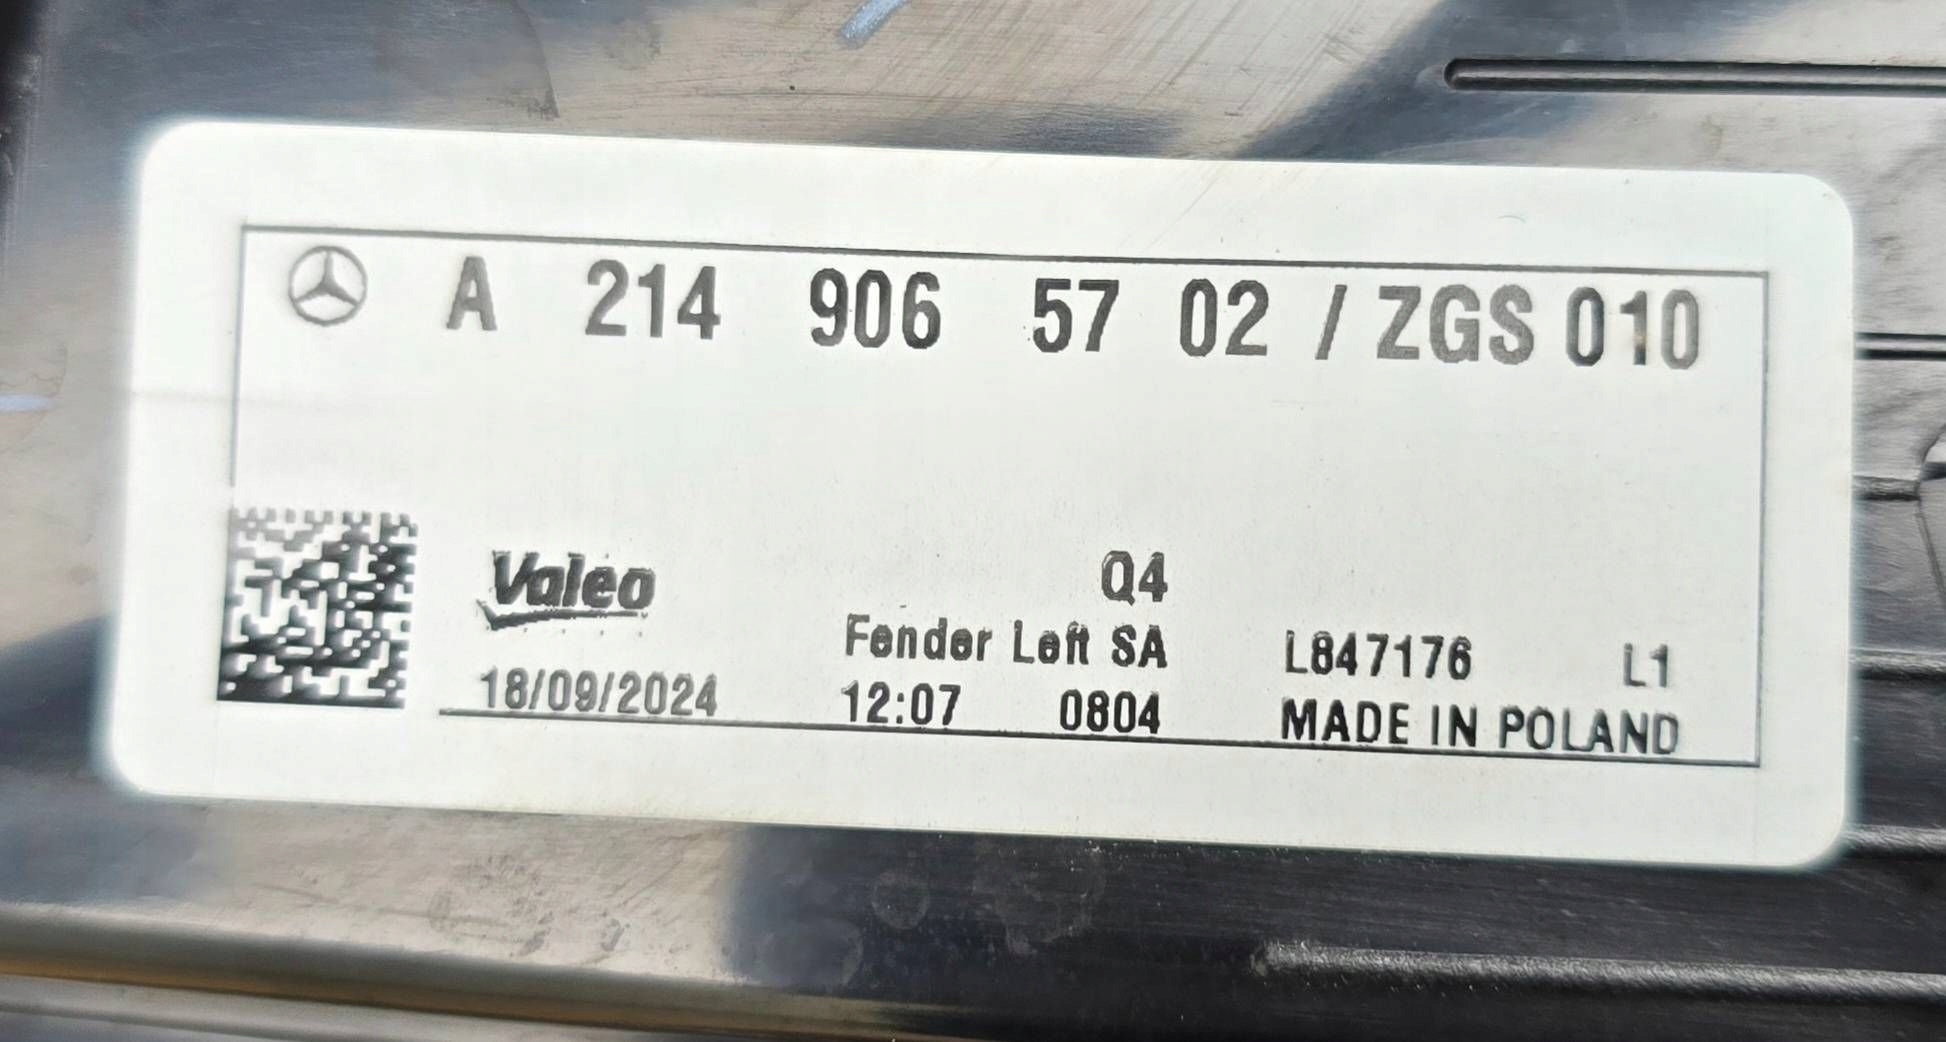 A 214 906 57 02 / ZGS 010
Valeo
Q4
Fender Left SA L847176 L1
18/09/2024 12:07 0804 MADE IN POLAND